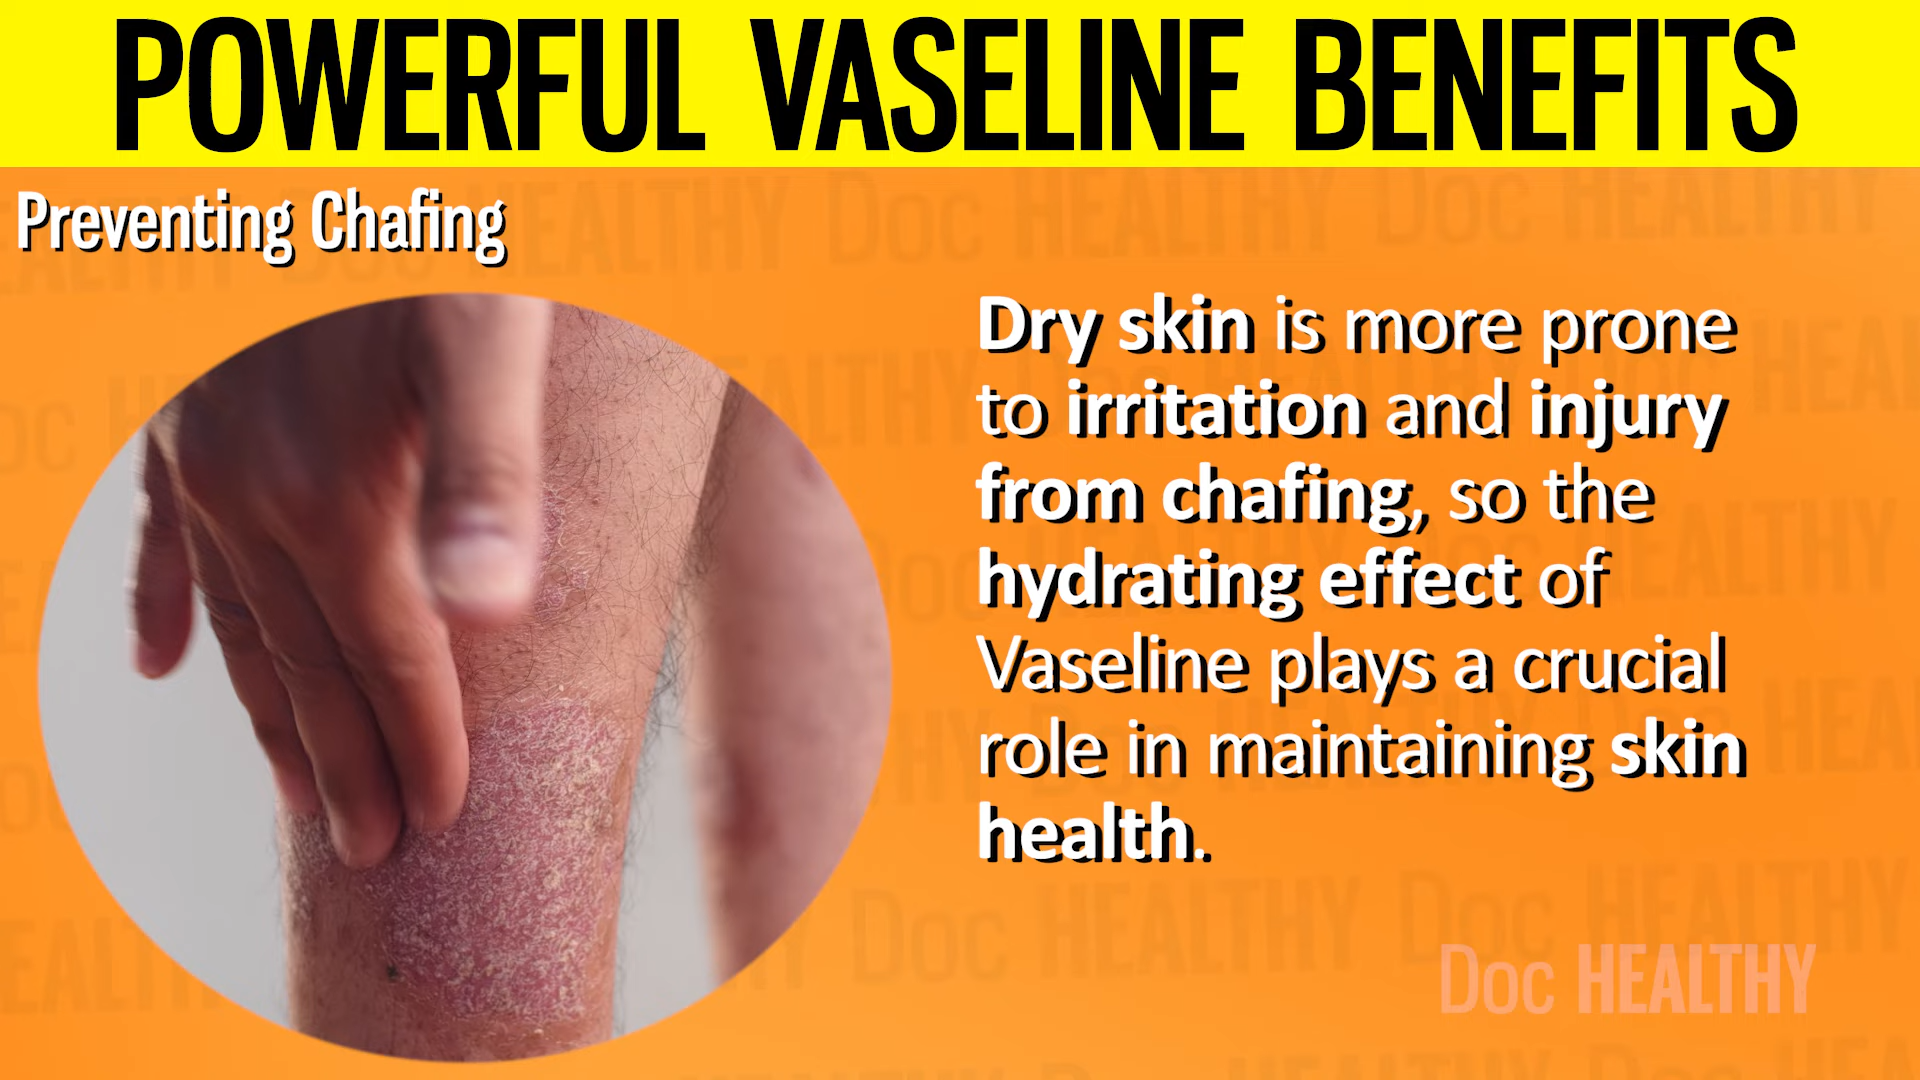 POWERFUL VASELINE BENEFITS
Preventing Chafing
Dry skin is more prone
to irritation and injury
from chafing, so the
hydrating effect of
Vaseline plays a crucial
role in maintaining skin
health.
Doc HEALTHY